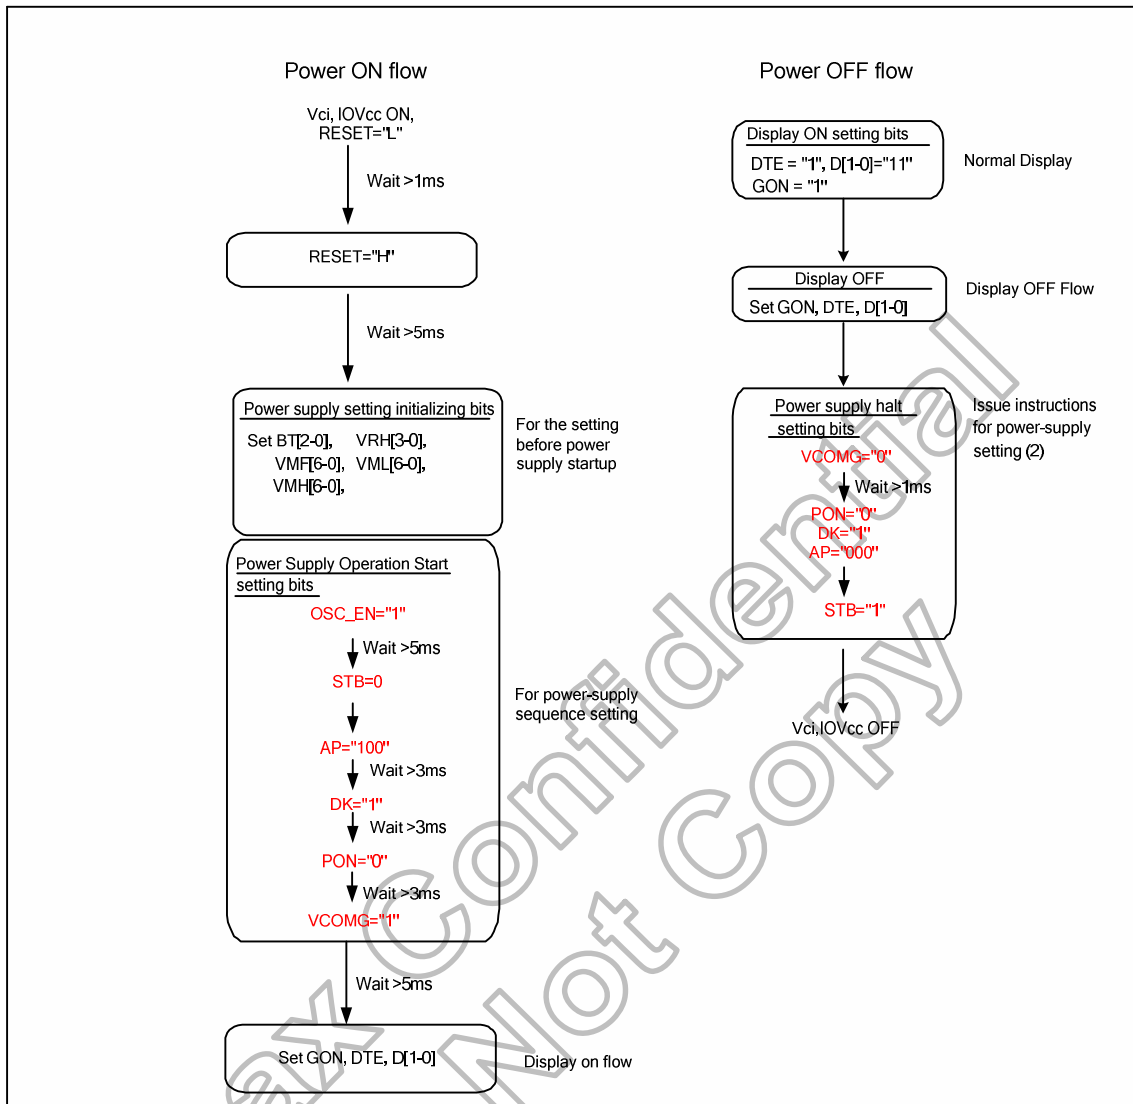 Power ON flow
Vci, IOVcc ON,
RESET="L"
Wait >1ms
RESET="H"
Wait >5ms
Power supply setting initializing bits
Set BT[2-0], VRH[3-0],
VMF[6-0], VML[6-0],
VMH[6-0],
For the setting
before power
supply startup
Power Supply Operation Start
setting bits
OSC_EN="1"
Wait >5ms
STB=0
AP="100"
Wait >3ms
DK="1"
Wait >3ms
PON="0"
Wait >3ms
VCOMG="1"
For power-supply
sequence setting
Wait >5ms
Set GON, DTE, D[1-0]
Display on flow
Power OFF flow
Display ON setting bits
DTE = "1", D[1-0]="11"
GON = "1"
Normal Display
Display OFF
Set GON, DTE, D[1-0]
Display OFF Flow
Power supply halt
setting bits
VCOMG="0"
Wait >1ms
PON="0"
DK="1"
AP="000"
STB="1"
Issue instructions
for power-supply
setting (2)
Vci,IOVcc OFF
ax Confidential
Not Copy